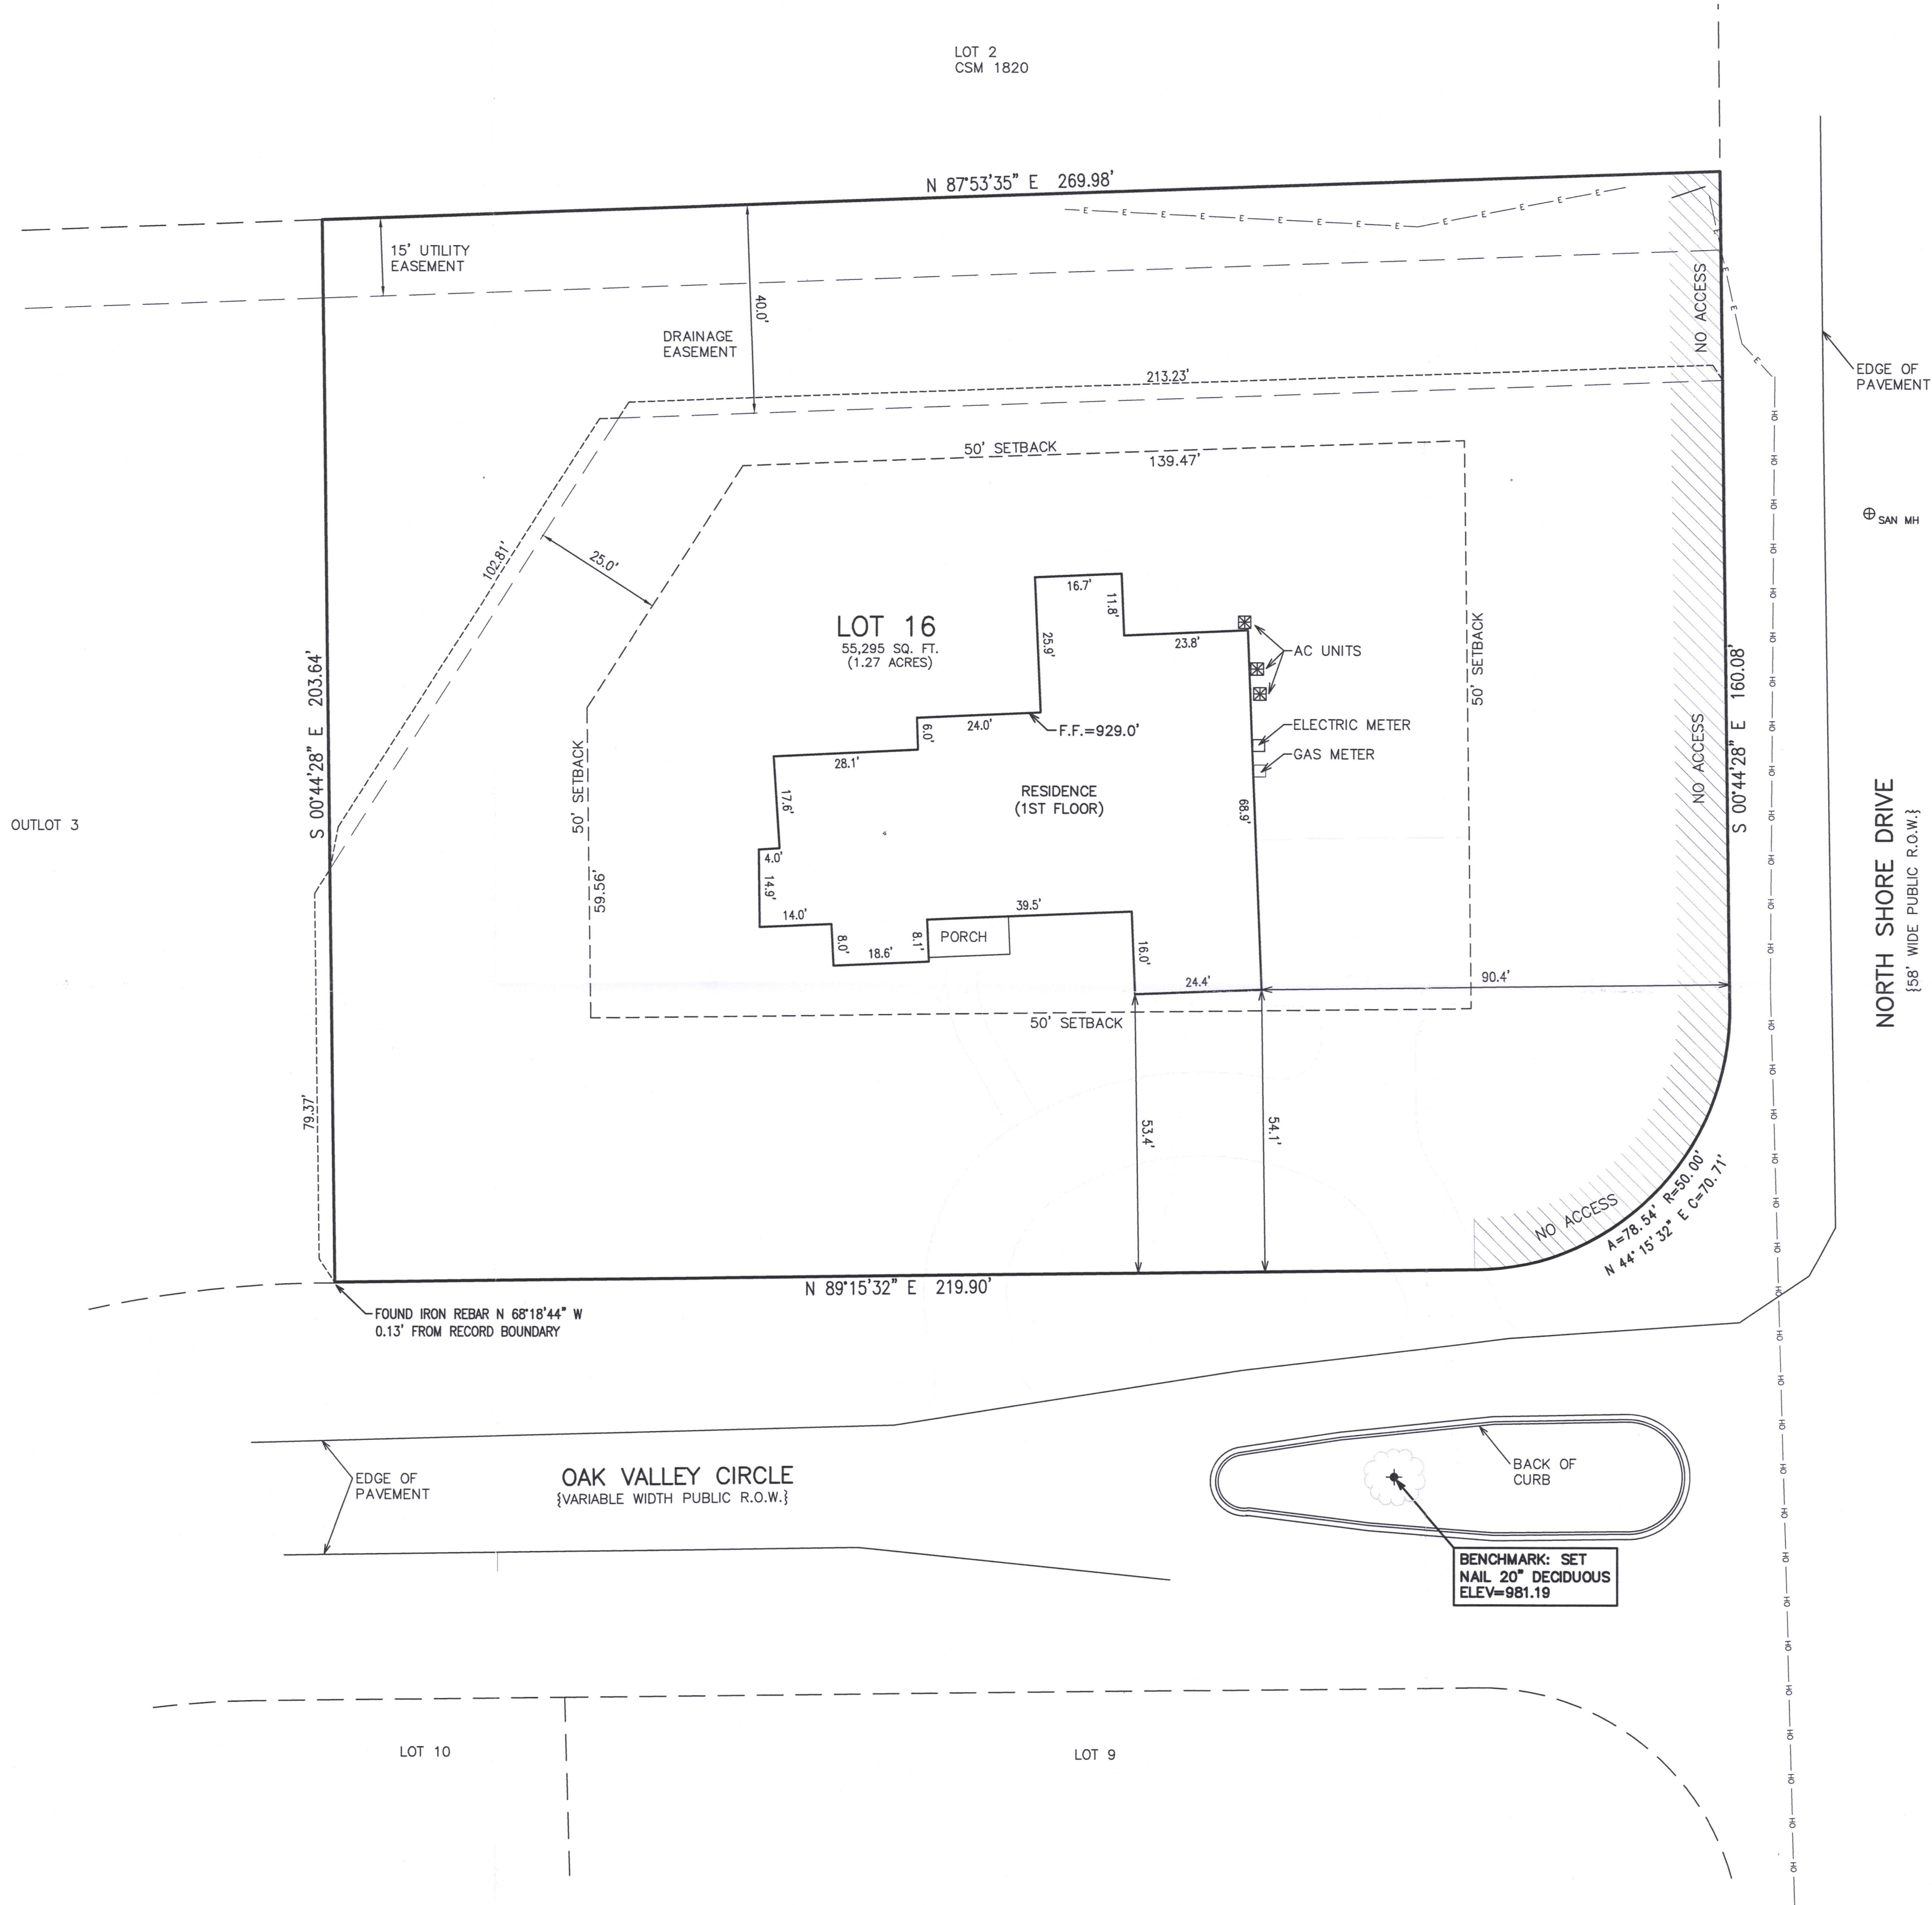 LOT 2
CSM 1820
N 87°53'35" E 269.98'
15' UTILITY
EASEMENT
40.0'
DRAINAGE
EASEMENT
NO ACCESS
EDGE OF
PAVEMENT
213.23'
50' SETBACK
139.47'
102.81'
25.0'
SAN MH
LOT 16
55,295 SQ. FT.
(1.27 ACRES)
16.7'
11.8'
25.9'
23.8'
AC UNITS
50' SETBACK
S 00°44'28" E 203.64'
S 00°44'28" E 160.08'
NO ACCESS
24.0'
6.0'
F.F.=929.0'
ELECTRIC METER
GAS METER
28.1'
17.6'
RESIDENCE
(1ST FLOOR)
68.9'
50' SETBACK
59.56'
OUTLOT 3
NORTH SHORE DRIVE
{58' WIDE PUBLIC R.O.W.}
4.0'
14.9'
14.0'
8.0'
18.6'
8.1'
PORCH
39.5'
16.0'
24.4'
90.4'
50' SETBACK
79.37'
53.4'
54.1'
NO ACCESS
A=78.54' R=50.00'
N 44°15'32" E C=70.71'
N 89°15'32" E 219.90'
FOUND IRON REBAR N 68°18'44" W
0.13' FROM RECORD BOUNDARY
EDGE OF
PAVEMENT
OAK VALLEY CIRCLE
{VARIABLE WIDTH PUBLIC R.O.W.}
BACK OF
CURB
BENCHMARK: SET
NAIL 20" DECIDUOUS
ELEV=981.19
LOT 10
LOT 9